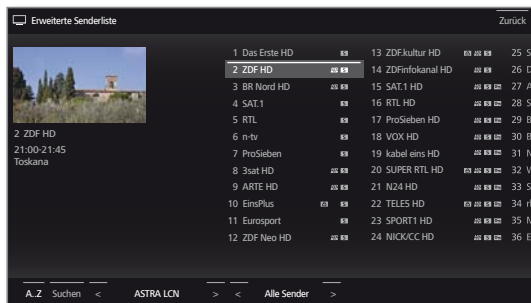 Erweiterte Senderliste
Zurück
1 Das Erste HD
2 ZDF HD
3 BR Nord HD
4 SAT.1
5 RTL
6 n-tv
7 ProSieben
8 3sat HD
9 ARTE HD
10 EinsPlus
11 Eurosport
12 ZDF Neo HD
13 ZDF.kultur HD
14 ZDFinfokanal HD
15 SAT.1 HD
16 RTL HD
17 ProSieben HD
18 VOX HD
19 kabel eins HD
20 SUPER RTL HD
21 N24 HD
22 TELE5 HD
23 SPORT1 HD
24 NICK/CC HD
25 S
26
27
28 S
29 B
30 B
31
32
33 S
34
35
36 E
2 ZDF HD
21:00-21:45
Toskana
A..Z Suchen < ASTRA LCN > < Alle Sender >